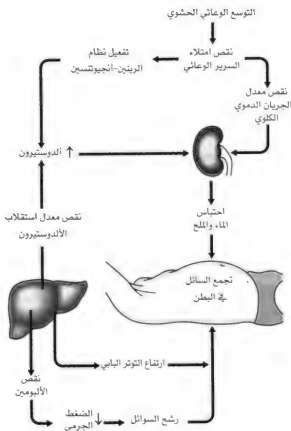 التوسع الوعائي الحشوي
نقص امتلاء
السرير الوعائي
تفعيل نظام
الرينين-انجيوتنسين
نقص معدل
الجريان الدموي
الكلوي
↑ ألدوستيرون
احتباس
الماء والملح
نقص معدل استقلاب
الألدوستيرون
تجمع السائل
في البطن
ارتفاع التوتر البابي
نقص
الألبومين
↓ الضغط
الجرمي
رشح السوائل